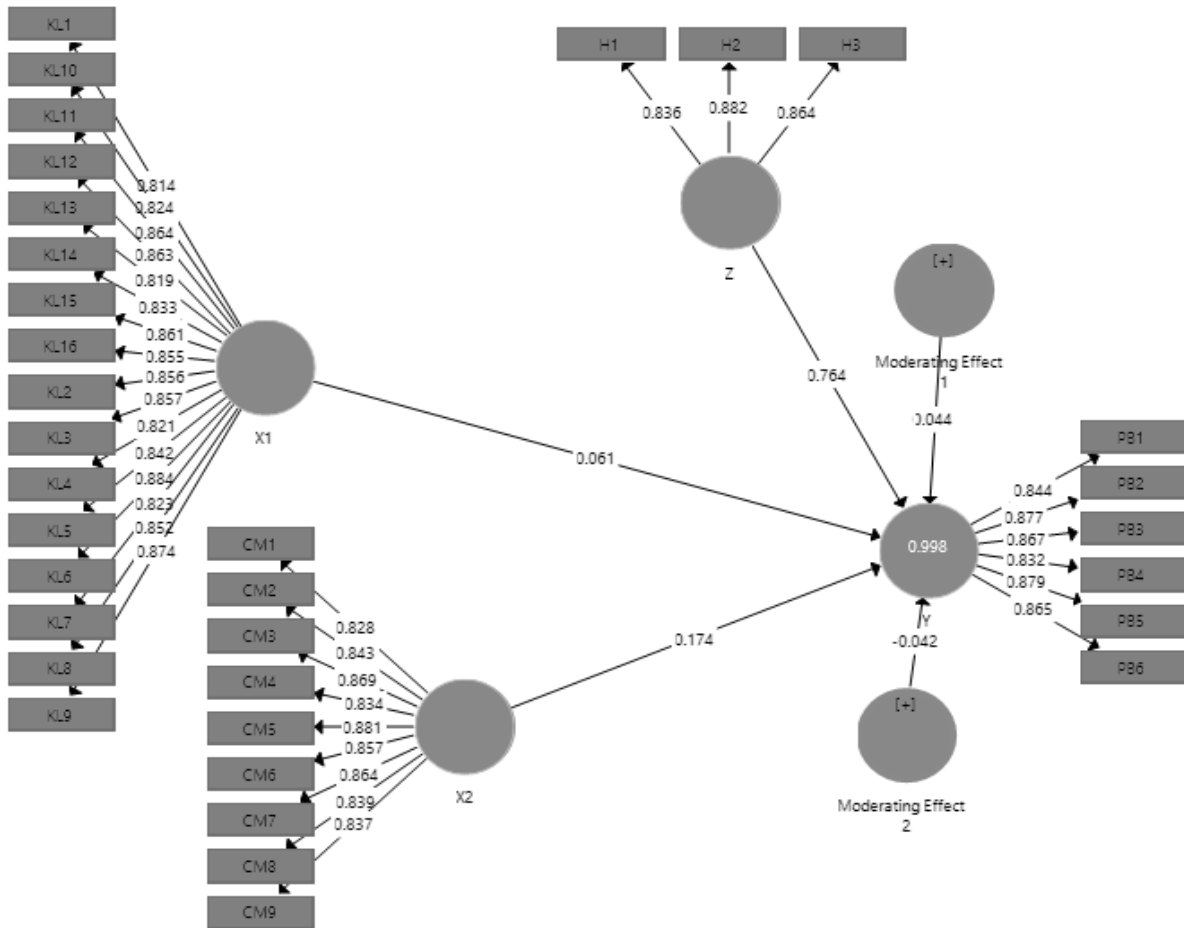 KL1
KL10
KL11
KL12
KL13
KL14
KL15
KL16
KL2
KL3
KL4
KL5
KL6
KL7
KL8
KL9
0.814
0.824
0.864
0.863
0.819
0.833
0.861
0.855
0.856
0.857
0.821
0.842
0.884
0.823
0.852
0.874
X1
H1
H2
H3
0.836
0.882
0.864
Z
0.764
[+]
Moderating Effect
1
0.044
0.061
CM1
CM2
CM3
CM4
CM5
CM6
CM7
CM8
CM9
0.828
0.843
0.869
0.834
0.881
0.857
0.864
0.839
0.837
X2
0.174
0.998
Y
-0.042
[+]
Moderating Effect
2
0.844
0.877
0.867
0.832
0.879
0.865
PB1
PB2
PB3
PB4
PB5
PB6